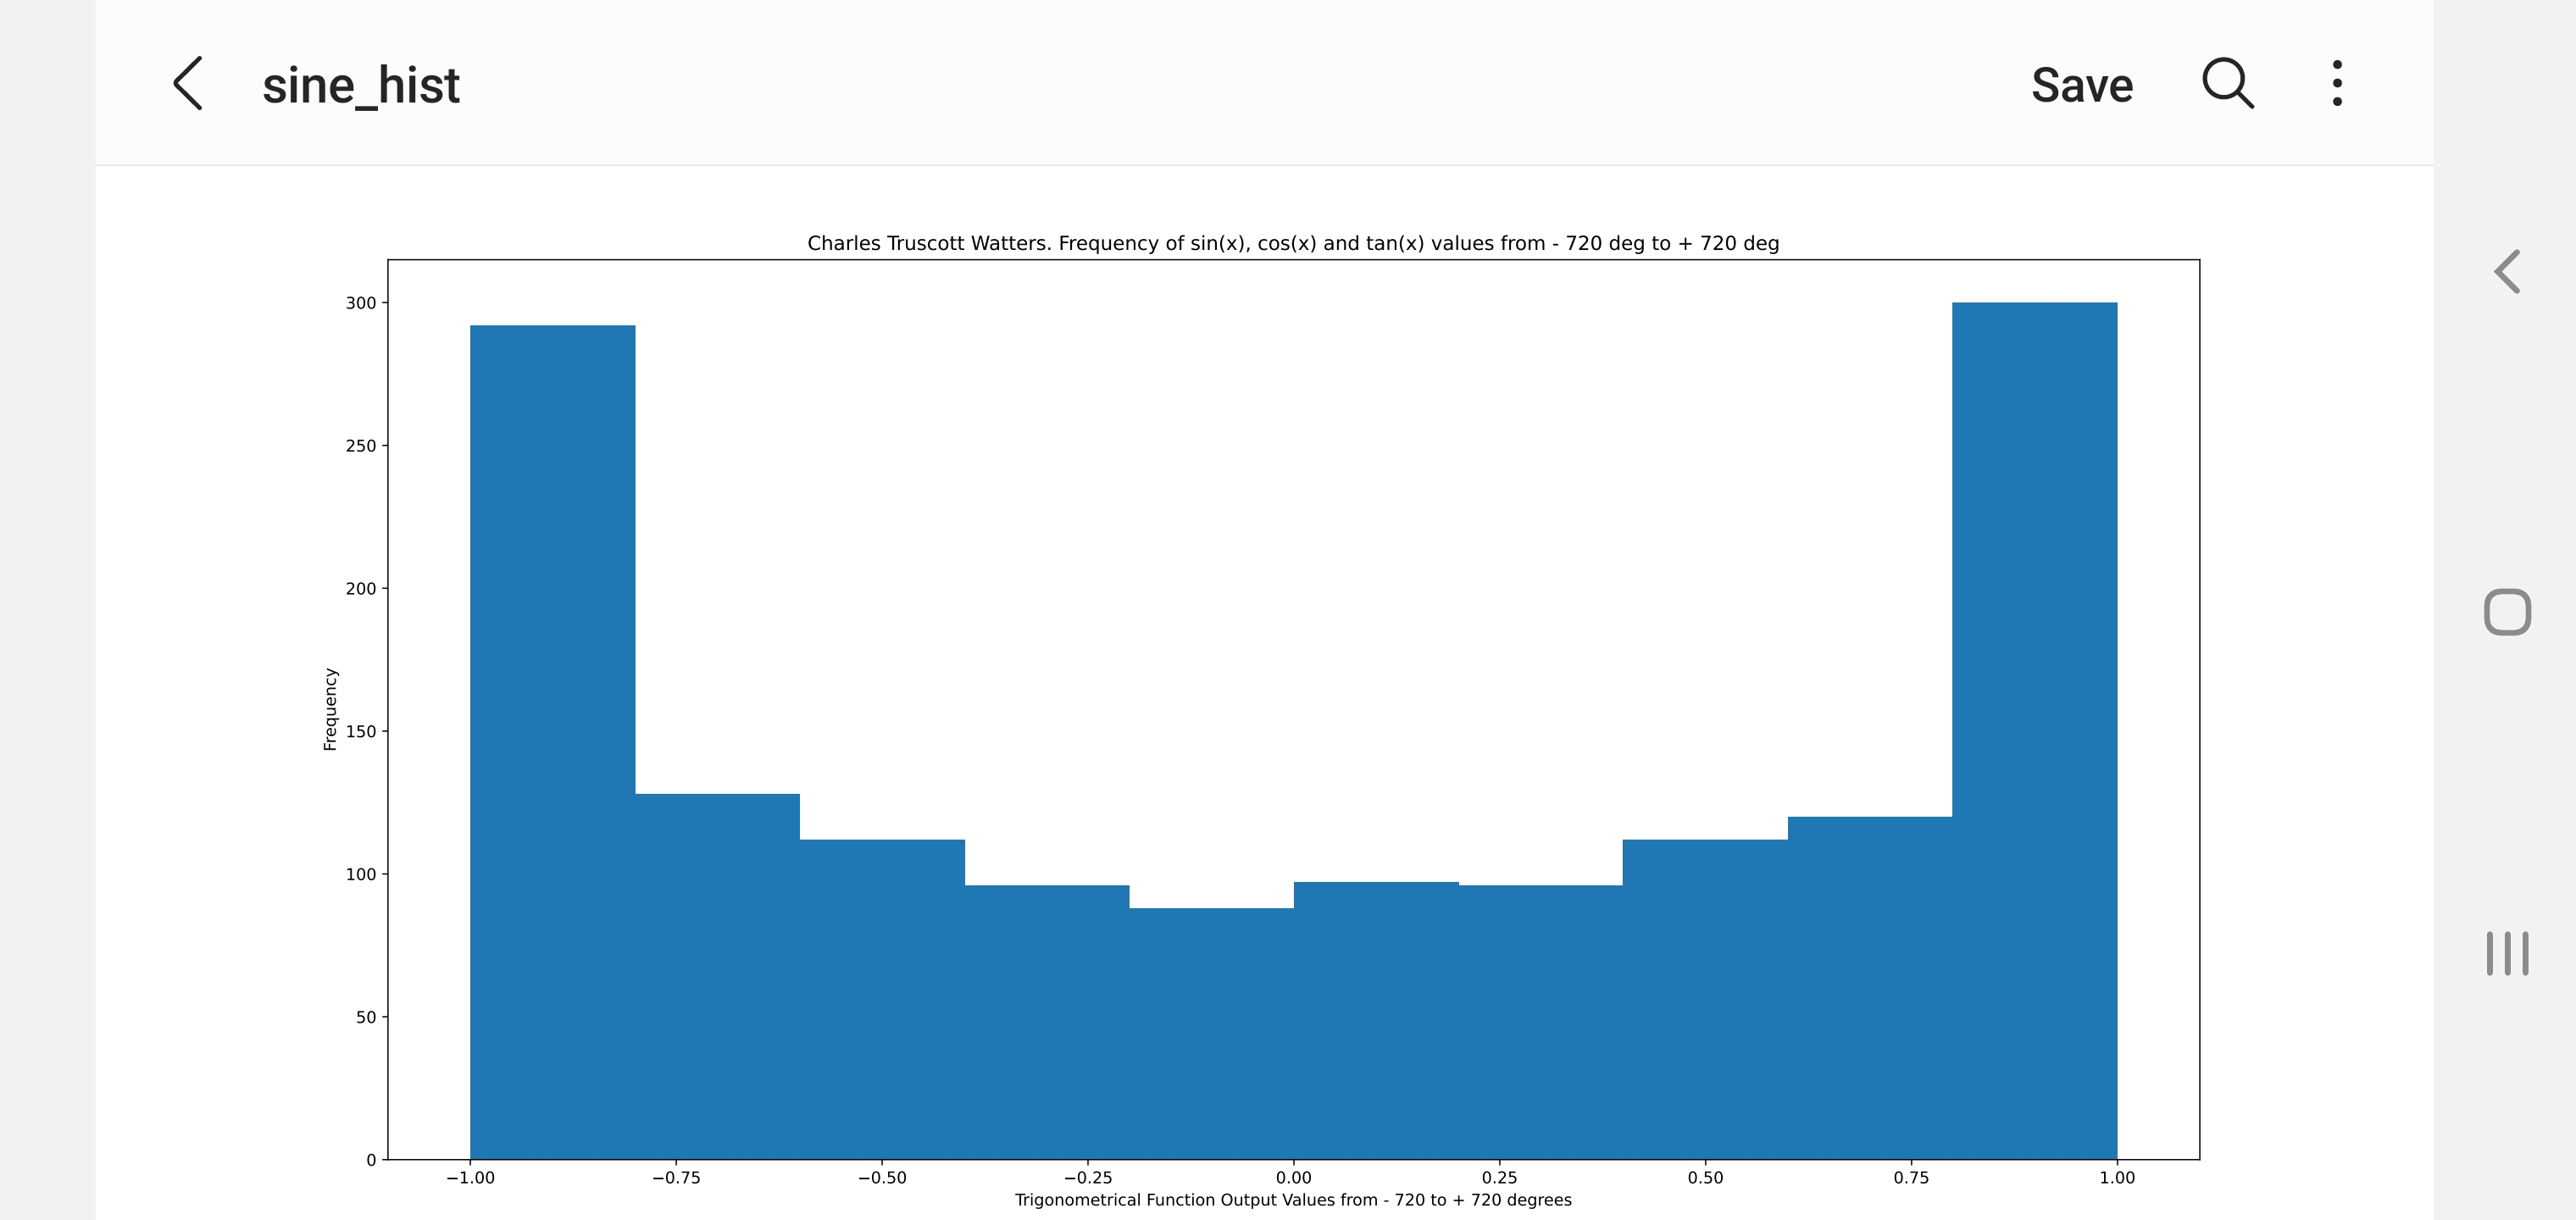 sine_hist
Save
Charles Truscott Watters. Frequency of sin(x), cos(x) and tan(x) values from - 720 deg to + 720 deg
300
250
200
150
100
50
0
Frequency
−1.00 −0.75 −0.50 −0.25 0.00 0.25 0.50 0.75 1.00
Trigonometrical Function Output Values from - 720 to + 720 degrees